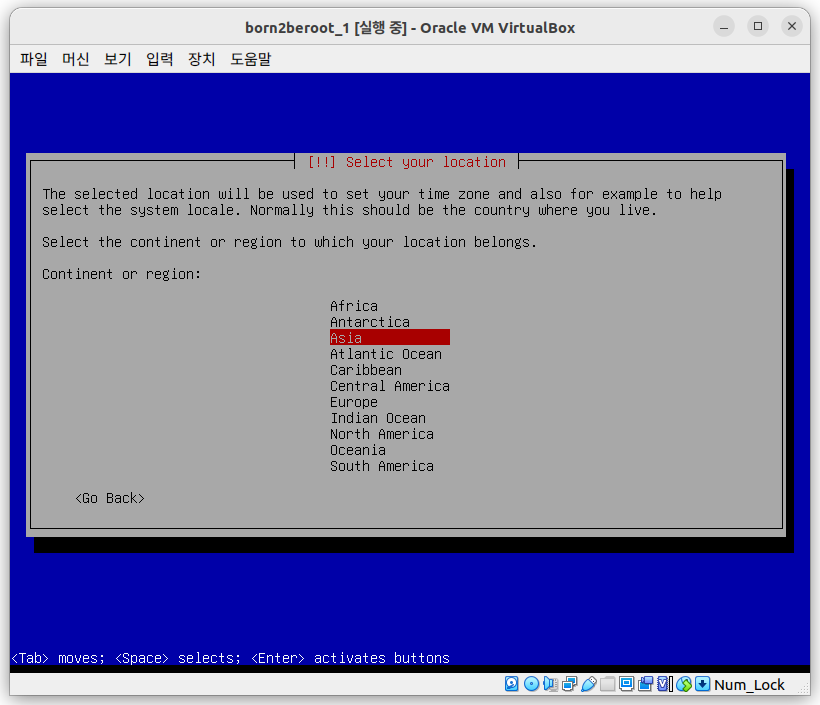 born2beroot_1 [실행 중] - Oracle VM VirtualBox
파일 머신 보기 입력 장치 도움말
[!!] Select your location
The selected location will be used to set your time zone and also for example to help
select the system locale. Normally this should be the country where you live.
Select the continent or region to which your location belongs.
Continent or region:
Africa
Antarctica
Asia
Atlantic Ocean
Caribbean
Central America
Europe
Indian Ocean
North America
Oceania
South America
<Go Back>
<Tab> moves; <Space> selects; <Enter> activates buttons
Num_Lock